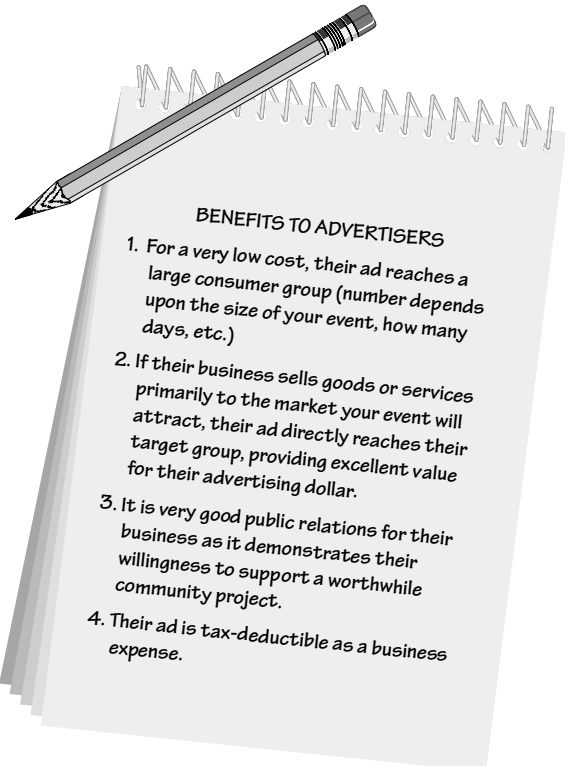 BENEFITS TO ADVERTISERS
1. For a very low cost, their ad reaches a
large consumer group (number depends
upon the size of your event, how many
days, etc.)
2. If their business sells goods or services
primarily to the market your event will
attract, their ad directly reaches their
target group, providing excellent value
for their advertising dollar.
3. It is very good public relations for their
business as it demonstrates their
willingness to support a worthwhile
community project.
4. Their ad is tax-deductible as a business
expense.